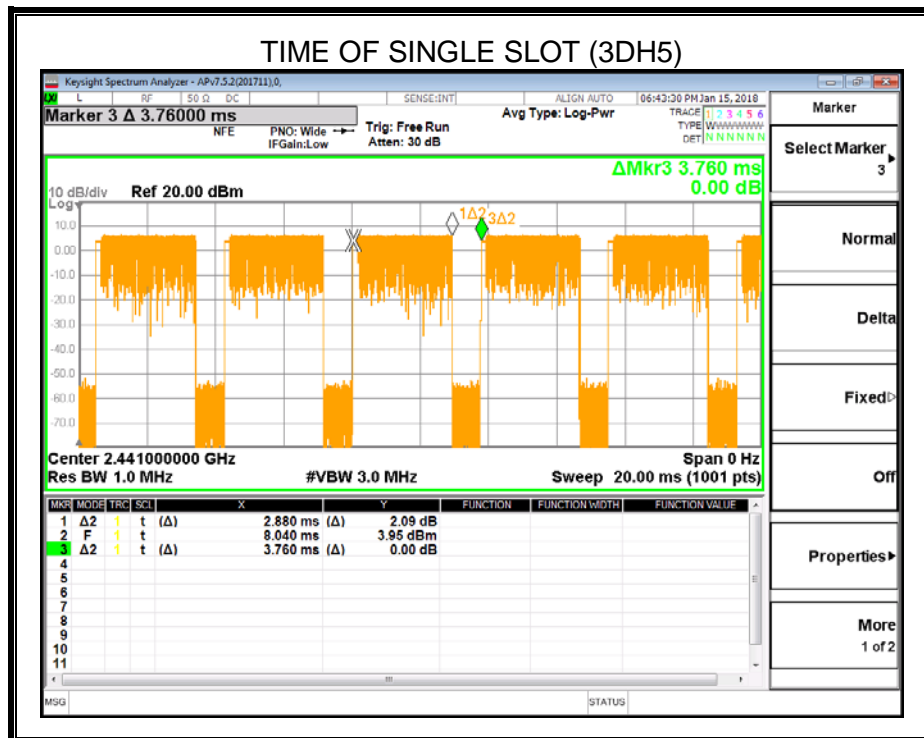 TIME OF SINGLE SLOT (3DH5)
Keysight Spectrum Analyzer - APv7.5.2(201711),0,
L RF 50 Ω DC SENSE:INT ALIGN AUTO 06:43:30 PM Jan 15, 2018
Marker 3 Δ 3.76000 ms
NFE
PNO: Wide
IFGain:Low
Trig: Free Run
Atten: 30 dB
Avg Type: Log-Pwr
TRACE 1 2 3 4 5 6
TYPE WWWWWW
DET N N N N N N
ΔMkr3 3.760 ms
0.00 dB
10 dB/div Ref 20.00 dBm
Log
10.0
0.00
-10.0
-20.0
-30.0
-40.0
-50.0
-60.0
-70.0
1Δ2 3Δ2
Center 2.441000000 GHz Span 0 Hz
Res BW 1.0 MHz #VBW 3.0 MHz Sweep 20.00 ms (1001 pts)
MKR MODE TRC SCL X Y FUNCTION FUNCTION WIDTH FUNCTION VALUE
1 Δ2 1 t (Δ) 2.880 ms (Δ) 2.09 dB
2 F 1 t 8.040 ms 3.95 dBm
3 Δ2 1 t (Δ) 3.760 ms (Δ) 0.00 dB
4
5
6
7
8
9
10
11
MSG STATUS
Marker
Select Marker
3
Normal
Delta
Fixed
Off
Properties
More
1 of 2